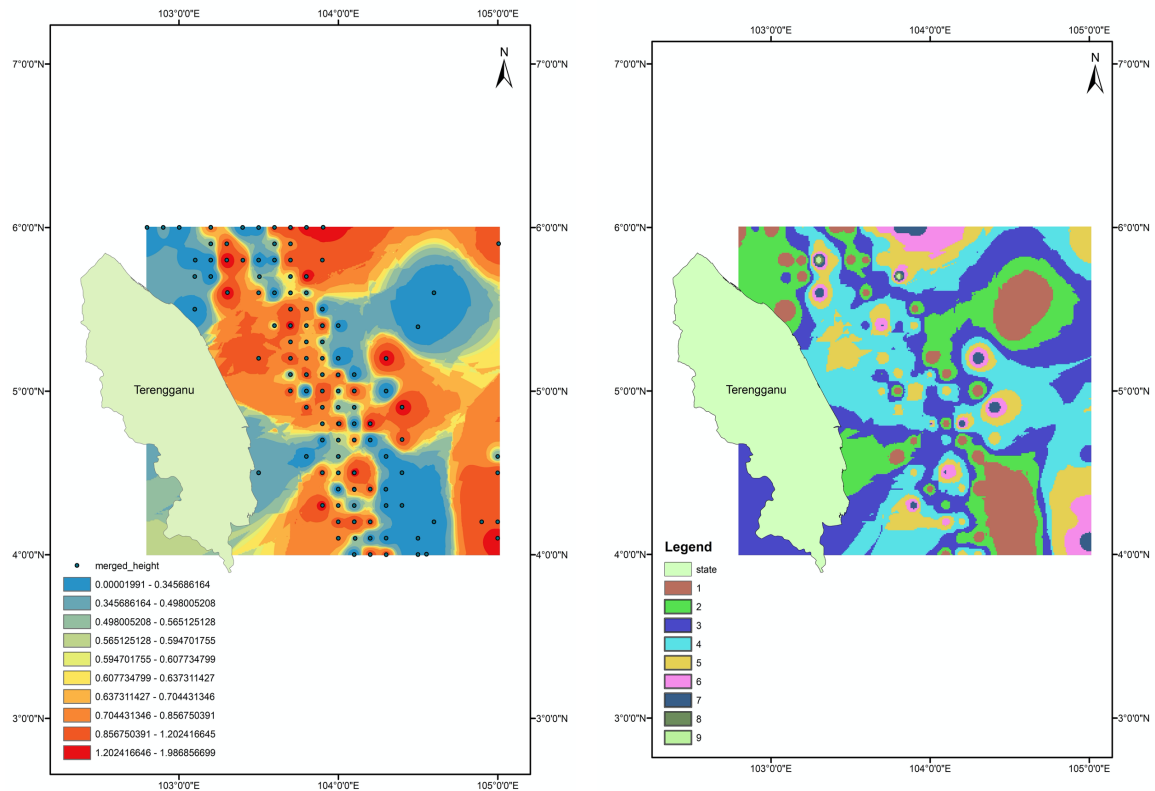 103°0'0"E 104°0'0"E 105°0'0"E
N
7°0'0"N 7°0'0"N
6°0'0"N 6°0'0"N
5°0'0"N 5°0'0"N
Terengganu
4°0'0"N 4°0'0"N
merged_height
0.00001991 - 0.345686164
0.345686164 - 0.498005208
0.498005208 - 0.565125128
0.565125128 - 0.594701755
0.594701755 - 0.607734799
0.607734799 - 0.637311427
0.637311427 - 0.704431346
0.704431346 - 0.856750391
0.856750391 - 1.202416645
1.202416646 - 1.986856699
3°0'0"N 3°0'0"N
103°0'0"E 104°0'0"E 105°0'0"E
103°0'0"E 104°0'0"E 105°0'0"E
N
7°0'0"N 7°0'0"N
6°0'0"N 6°0'0"N
5°0'0"N 5°0'0"N
Terengganu
4°0'0"N 4°0'0"N
Legend
state
1
2
3
4
5
6
7
8
9
3°0'0"N 3°0'0"N
103°0'0"E 104°0'0"E 105°0'0"E